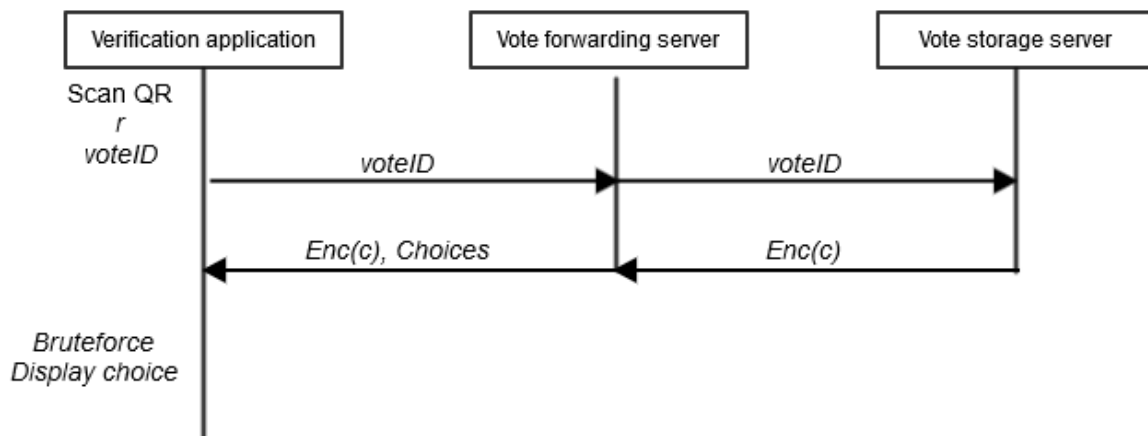 Verification application
Vote forwarding server
Vote storage server
Scan QR
r
voteID
voteID
voteID
Enc(c), Choices
Enc(c)
Bruteforce
Display choice